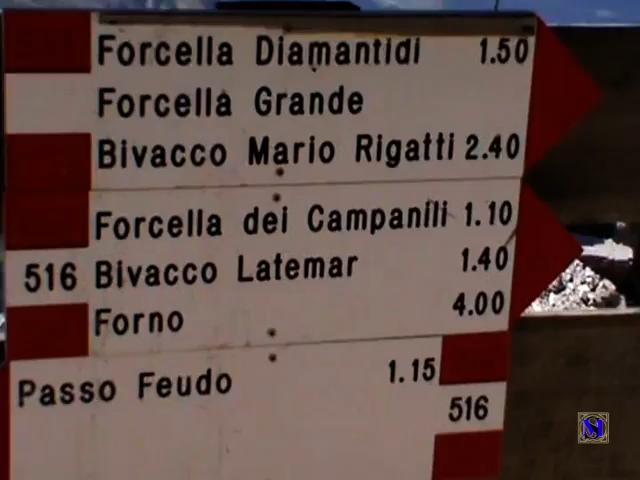 Forcella Diamantidi 1.50
Forcella Grande
Bivacco Mario Rigatti 2.40
Forcella dei Campanili 1.10
516 Bivacco Latemar 1.40
Forno 4.00
Passo Feudo 1.15
516